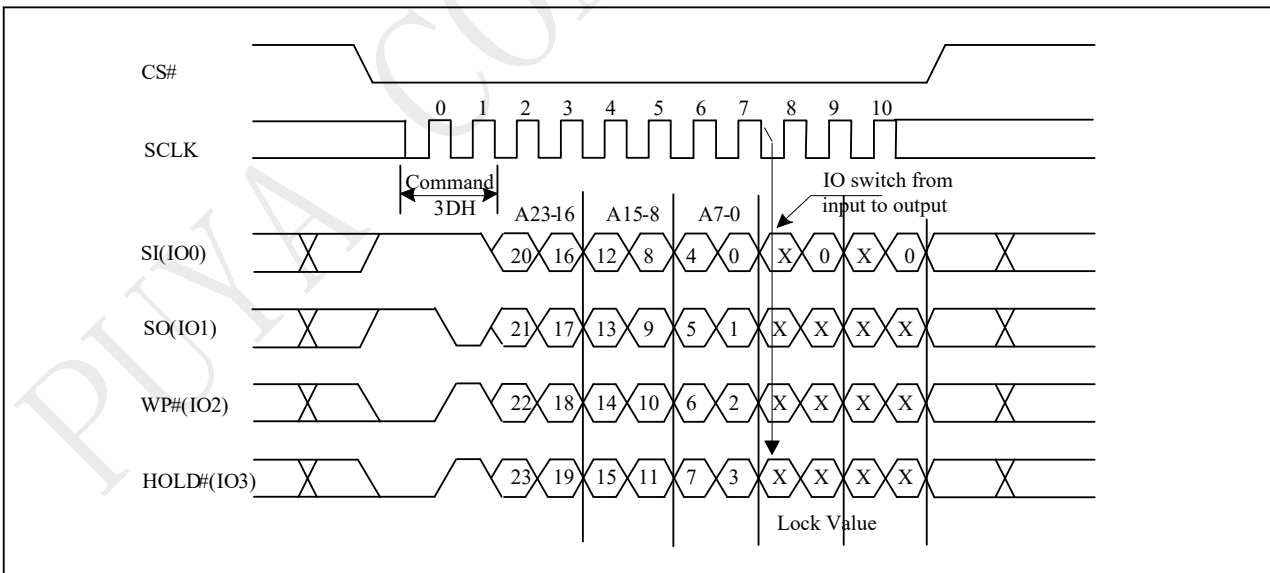 PUYA CO
CS#
0 1 2 3 4 5 6 7 8 9 10
SCLK
Command
3DH
IO switch from
input to output
A23-16 A15-8 A7-0
SI(IO0) 20 16 12 8 4 0 X 0 X 0
SO(IO1) 21 17 13 9 5 1 X X X X
WP#(IO2) 22 18 14 10 6 2 X X X X
HOLD#(IO3) 23 19 15 11 7 3 X X X X
Lock Value